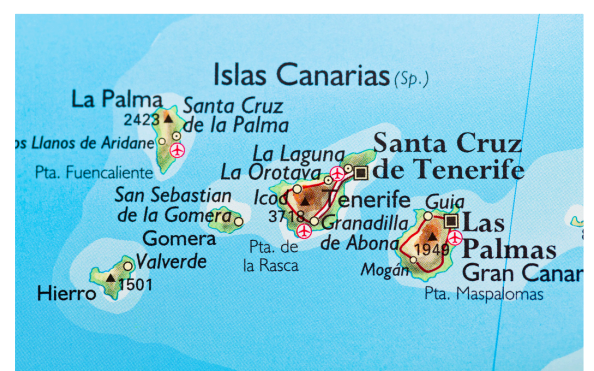 Islas Canarias (Sp.)
La Palma
2423
Santa Cruz
de la Palma
os Llanos de Aridane
Pta. Fuencaliente
La Laguna
La Orotava
Santa Cruz
de Tenerife
San Sebastian
de la Gomera
Icod
Tenerife
3718
Guia
Granadilla
de Abona
Gomera
Pta. de
la Rasca
Las
Palmas
1949
Valverde
Mogán
Gran Canar
Hierro
1501
Pta. Maspalomas